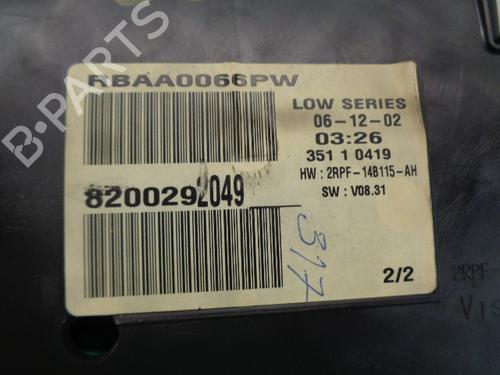 RBAA0066PW
LOW SERIES
06-12-02
03:26
351 1 0419
HW : 2RPF-14B115-AH
SW : V08.31
8200292049
317
2/2
2RPF
Vis
B-PARTS